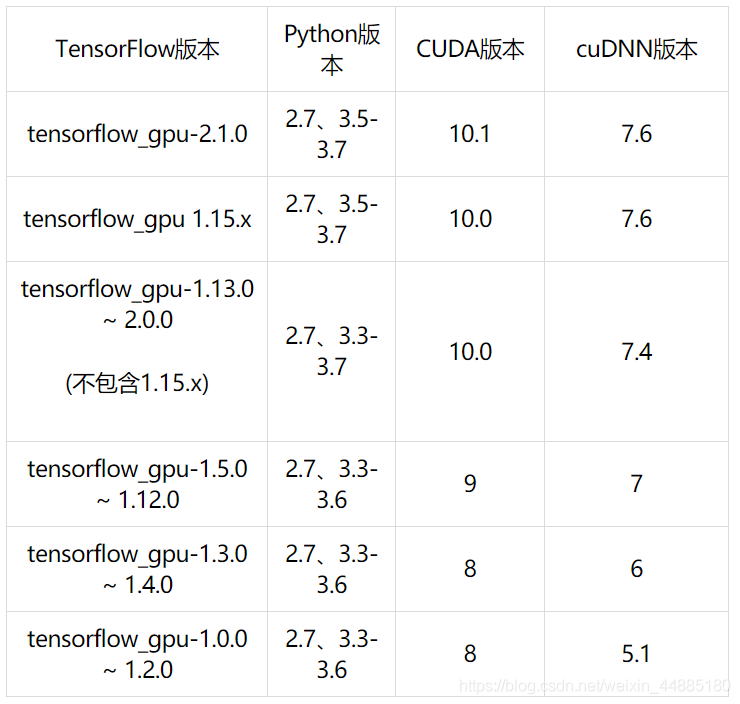 TensorFlow版本
Python版
本
CUDA版本
cuDNN版本
tensorflow_gpu-2.1.0
2.7、3.5-
3.7
10.1
7.6
tensorflow_gpu 1.15.x
2.7、3.5-
3.7
10.0
7.6
tensorflow_gpu-1.13.0
~ 2.0.0
(不包含1.15.x)
2.7、3.3-
3.7
10.0
7.4
tensorflow_gpu-1.5.0
~ 1.12.0
2.7、3.3-
3.6
9
7
tensorflow_gpu-1.3.0
~ 1.4.0
2.7、3.3-
3.6
8
6
tensorflow_gpu-1.0.0
~ 1.2.0
2.7、3.3-
3.6
8
5.1
https://blog.csdn.net/weixin_44885180